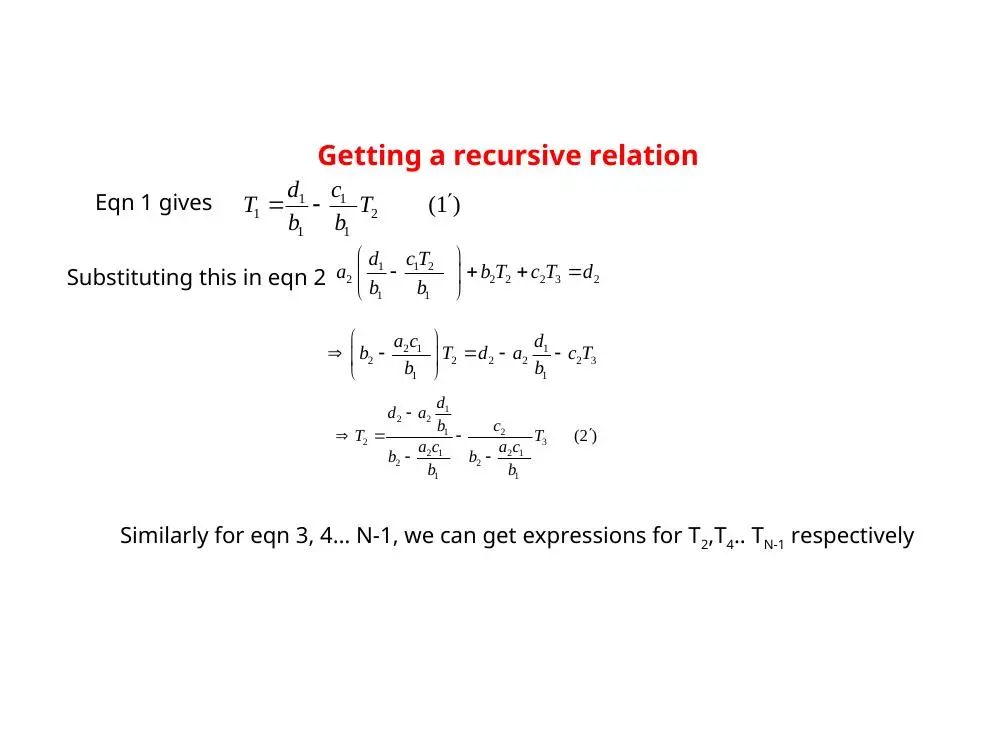 Getting a recursive relation
Eqn 1 gives T₁ = d₁/b₁ - c₁/b₁ T₂ (1′)
Substituting this in eqn 2 a₂ (d₁/b₁ - c₁T₂/b₁) + b₂T₂ + c₂T₃ = d₂
⇒ (b₂ - a₂c₁/b₁) T₂ = d₂ - a₂ d₁/b₁ - c₂T₃
⇒ T₂ = (d₂ - a₂ d₁/b₁)/(b₂ - a₂c₁/b₁) - c₂/(b₂ - a₂c₁/b₁) T₃ (2′)
Similarly for eqn 3, 4... N-1, we can get expressions for T₂,T₄.. T_N-1 respectively